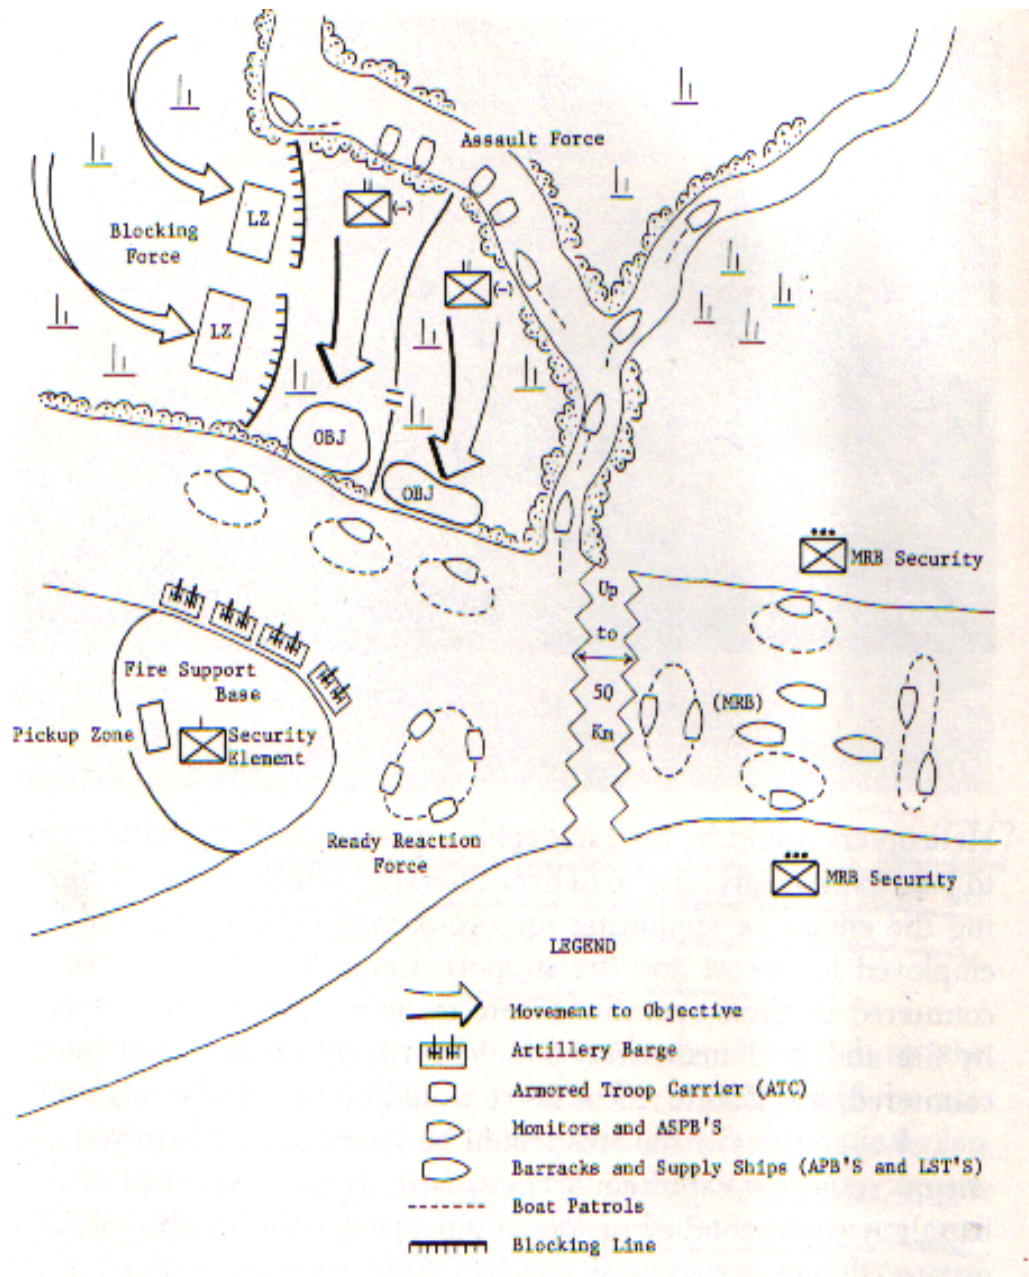 Assault Force
LZ
(-)
Blocking
Force
(-)
LZ
OBJ
OBJ
MRB Security
Up
to
50
Km
Fire Support
Base
(MRB)
Pickup Zone
Security
Element
Ready Reaction
Force
MRB Security
LEGEND
Movement to Objective
Artillery Barge
Armored Troop Carrier (ATC)
Monitors and ASPB'S
Barracks and Supply Ships (APB'S and LST'S)
Boat Patrols
Blocking Line